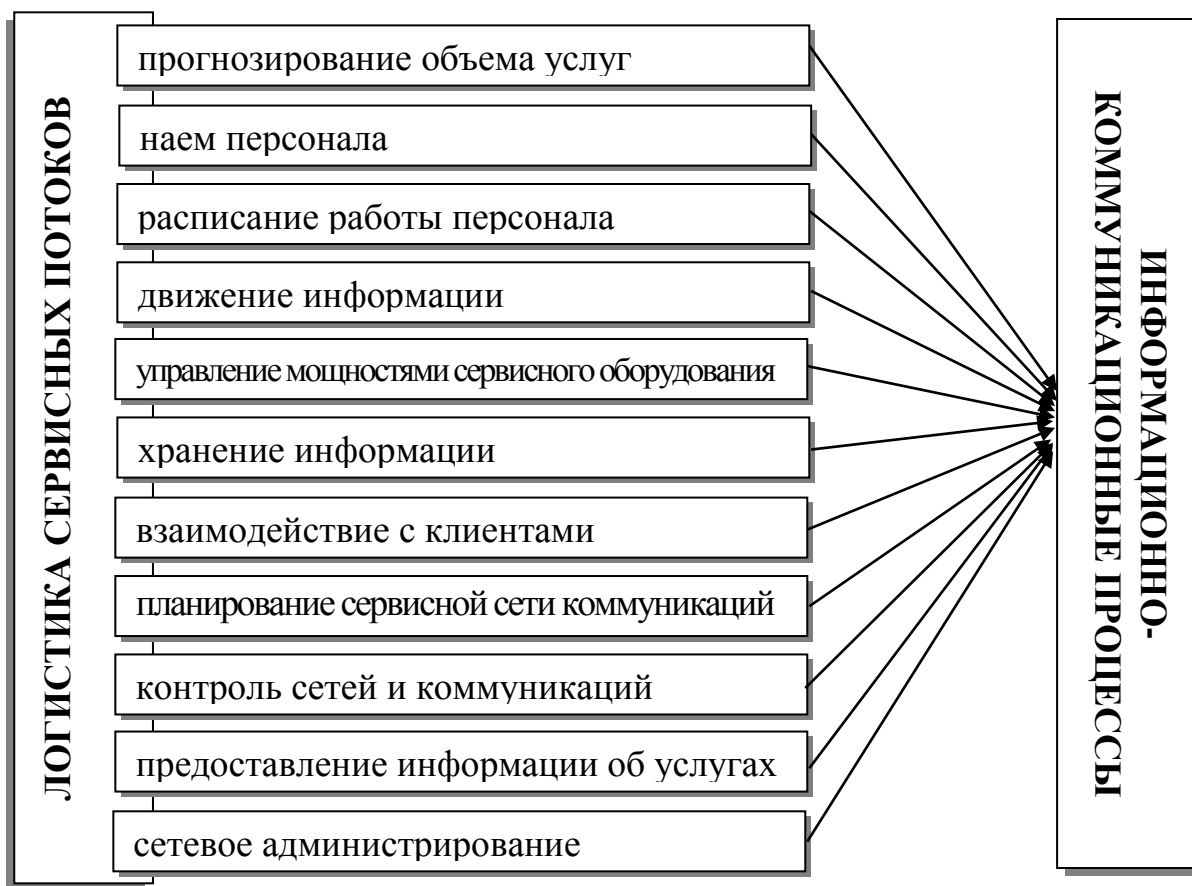 ЛОГИСТИКА СЕРВИСНЫХ ПОТОКОВ
прогнозирование объема услуг
наем персонала
расписание работы персонала
движение информации
управление мощностями сервисного оборудования
хранение информации
взаимодействие с клиентами
планирование сервисной сети коммуникаций
контроль сетей и коммуникаций
предоставление информации об услугах
сетевое администрирование
ИНФОРМАЦИОННО-
КОММУНИКАЦИОННЫЕ ПРОЦЕССЫ